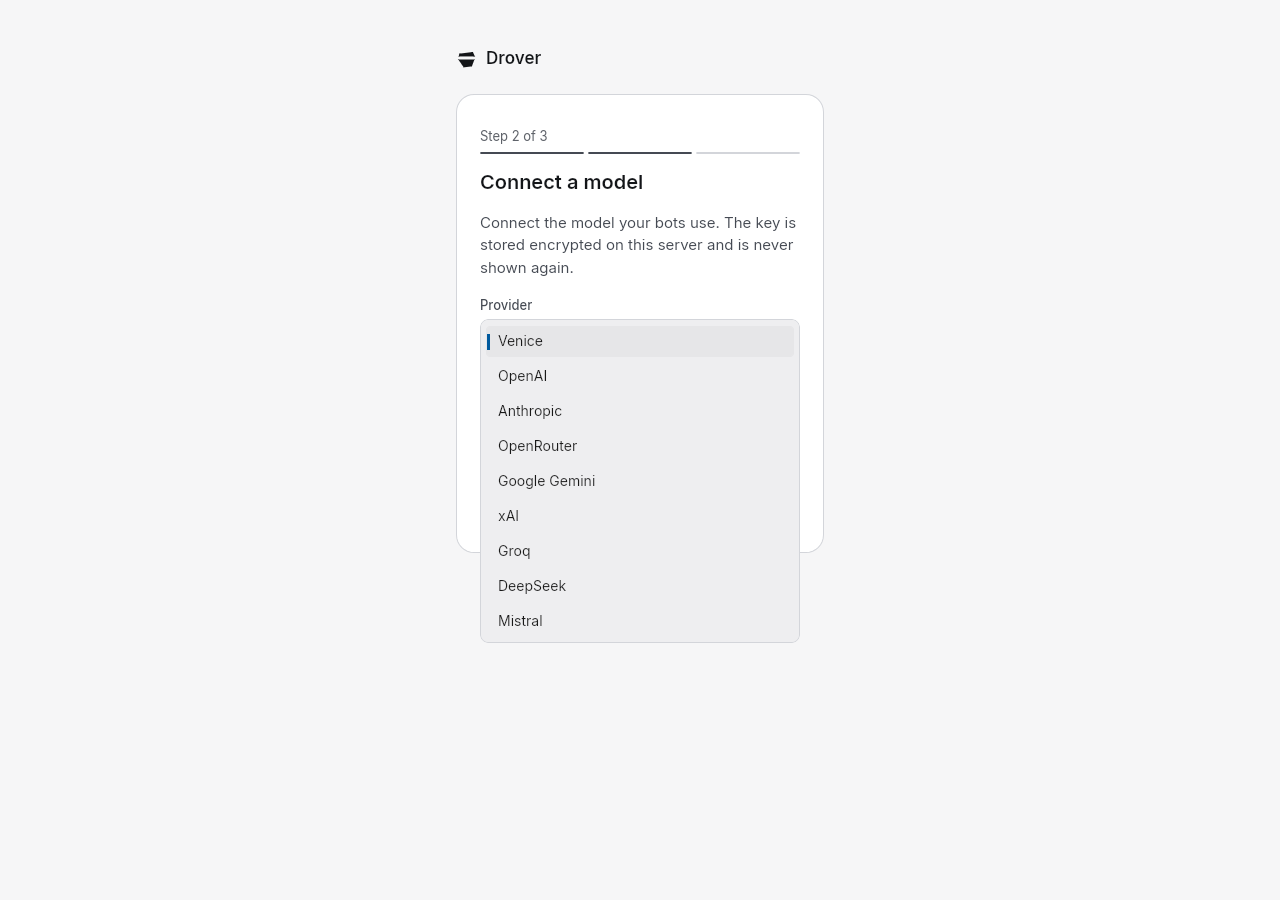 Drover
Step 2 of 3
Connect a model
Connect the model your bots use. The key is
stored encrypted on this server and is never
shown again.
Provider
Venice
OpenAI
Anthropic
OpenRouter
Google Gemini
xAI
Groq
DeepSeek
Mistral